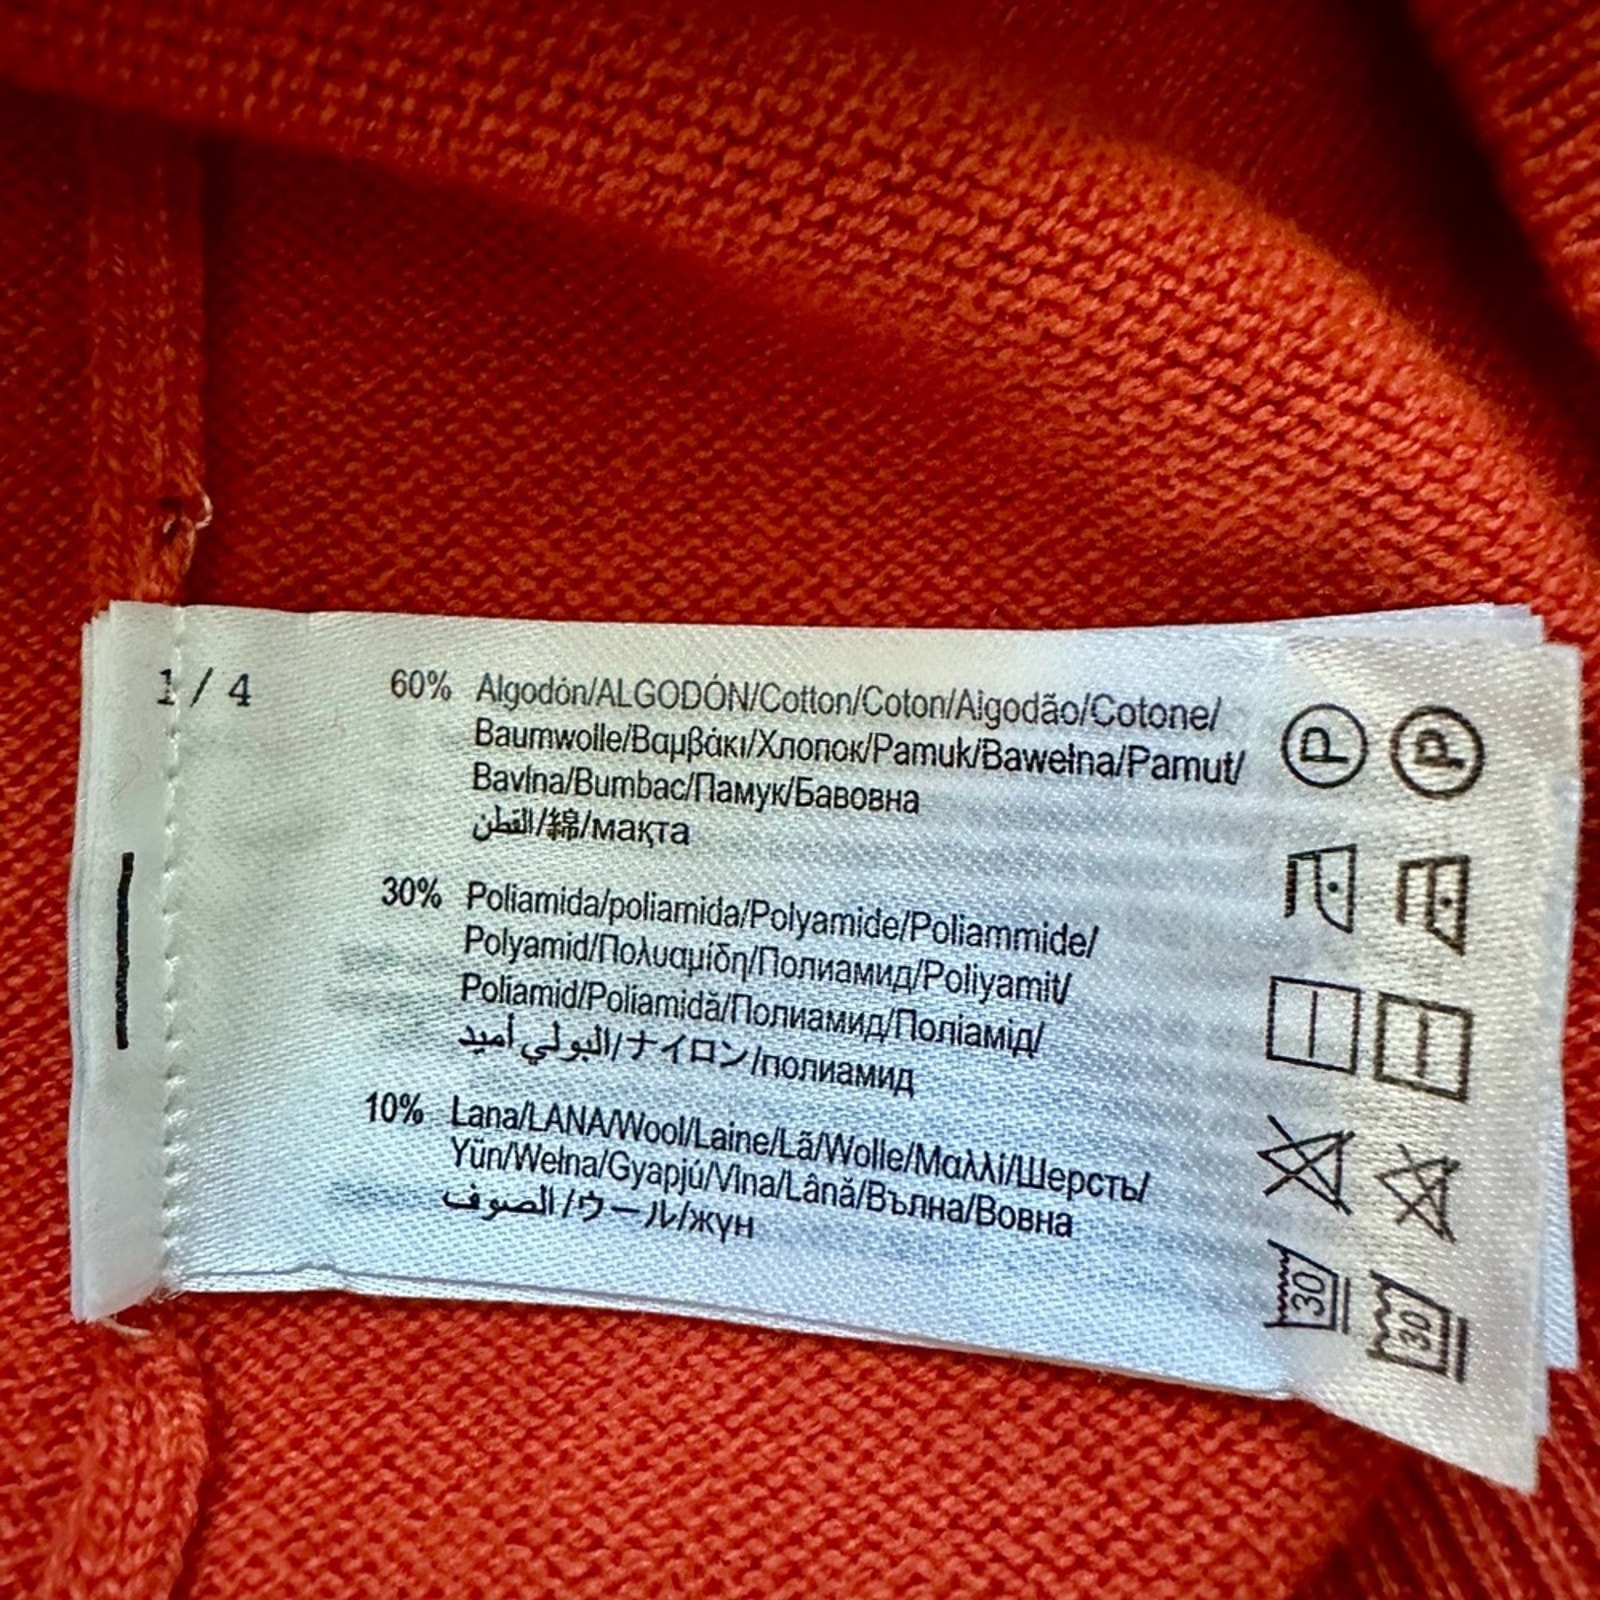 1 / 4
60% Algodón/ALGODÓN/Cotton/Coton/Algodão/Cotone/
Baumwolle/Βαμβάκι/Хлопок/Pamuk/Bawełna/Pamut/
Bavlna/Bumbac/Памук/Бавовна
القطن/綿/мақта
30% Poliamida/poliamida/Polyamide/Poliammide/
Polyamid/Πολυαμίδη/Полиамид/Poliyamit/
Poliamid/Poliamidă/Полиамид/Поліамід/
البولي أميد/ナイロン/полиамид
10% Lana/LANA/Wool/Laine/Lã/Wolle/Μαλλί/Шерсть/
Yün/Wełna/Gyapjú/Vlna/Lână/Вълна/Вовна
الصوف/ウール/жүн
P P
30 30